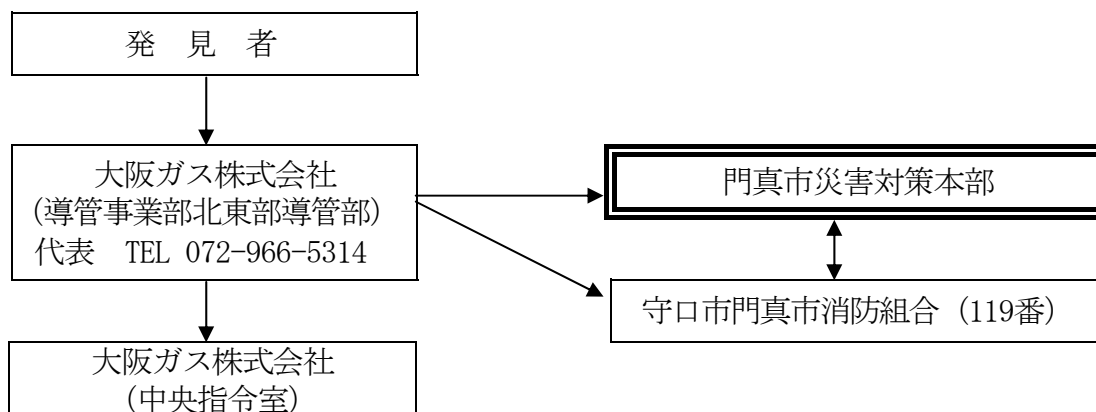 発 見 者
大阪ガス株式会社
(導管事業部北東部導管部)
代表 TEL 072-966-5314
門真市災害対策本部
守口市門真市消防組合 (119番)
大阪ガス株式会社
(中央指令室)